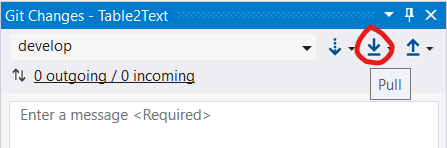 Git Changes - Table2Text
develop
0 outgoing / 0 incoming
Pull
Enter a message <Required>